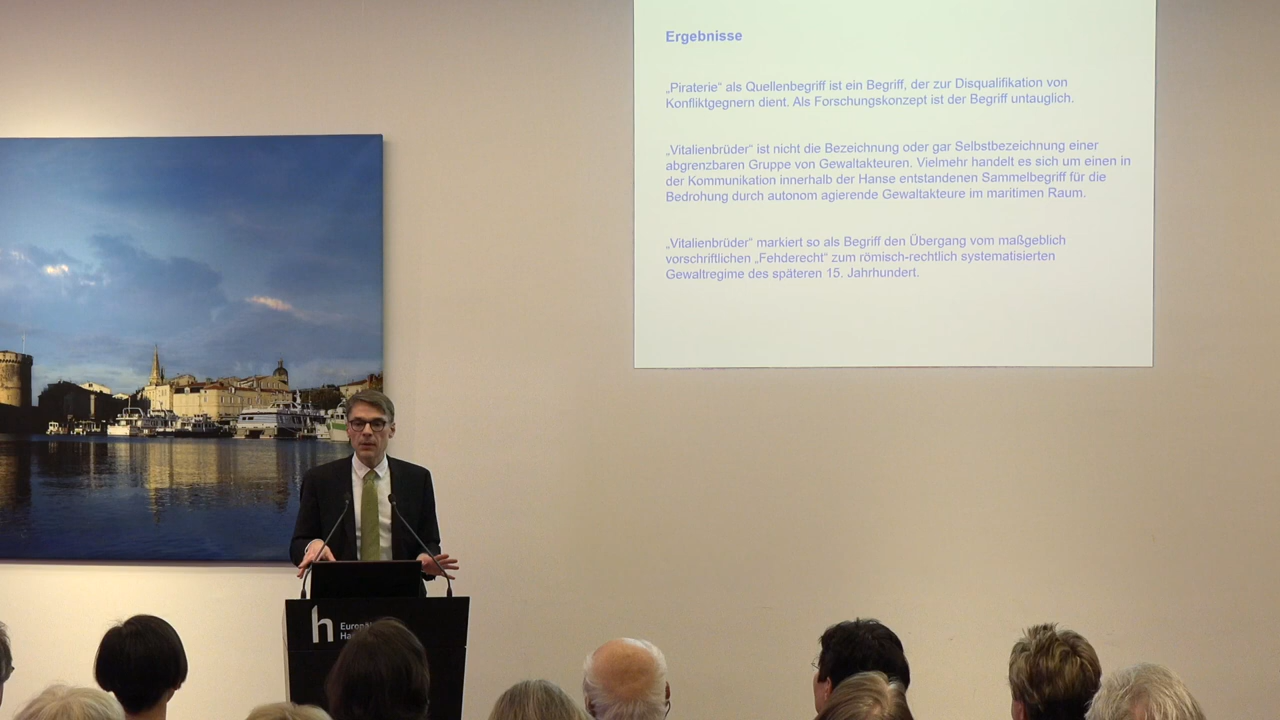 Ergebnisse
„Piraterie“ als Quellenbegriff ist ein Begriff, der zur Disqualifikation von
Konfliktgegnern dient. Als Forschungskonzept ist der Begriff untauglich.
„Vitalienbrüder“ ist nicht die Bezeichnung oder gar Selbstbezeichnung einer
abgrenzbaren Gruppe von Gewaltakteuren. Vielmehr handelt es sich um einen in
der Kommunikation innerhalb der Hanse entstandenen Sammelbegriff für die
Bedrohung durch autonom agierende Gewaltakteure im maritimen Raum.
„Vitalienbrüder“ markiert so als Begriff den Übergang vom maßgeblich
vorschriftlichen „Fehderecht“ zum römisch-rechtlich systematisierten
Gewaltregime des späteren 15. Jahrhundert.
h